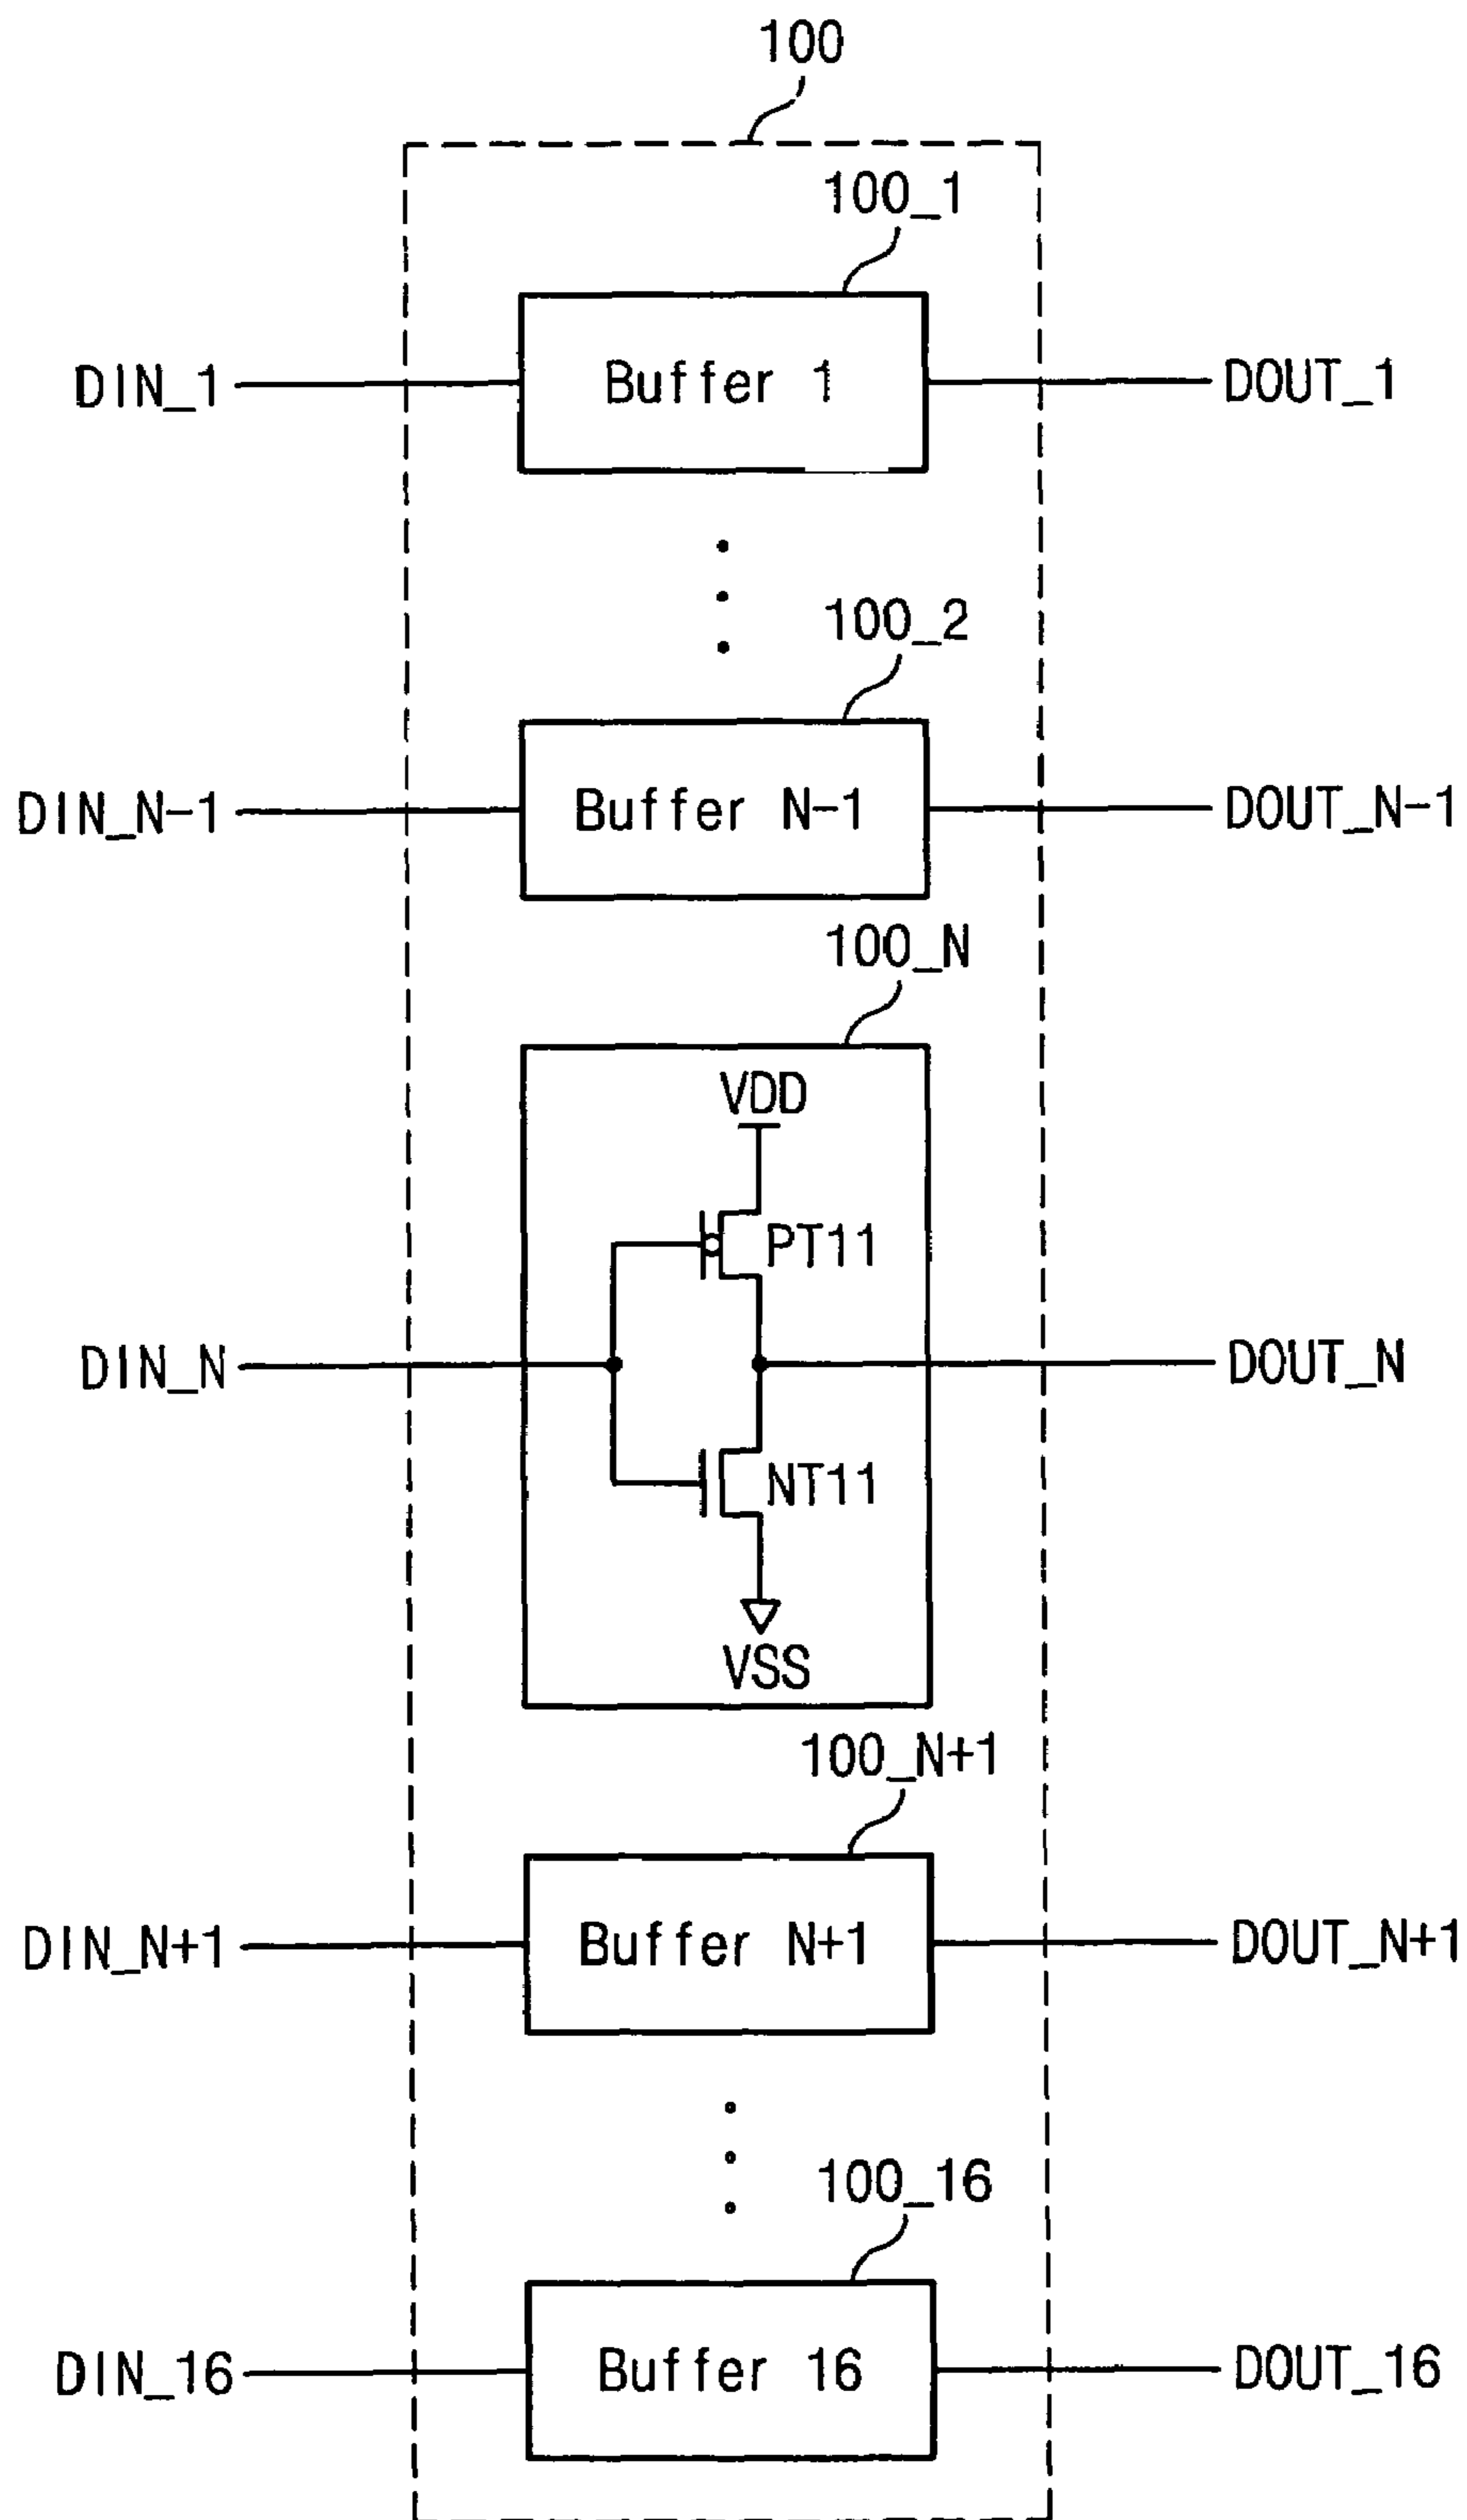 100
100_1
DIN_1
Buffer 1
DOUT_1
100_2
DIN_N-1
Buffer N-1
DOUT_N-1
100_N
VDD
PT11
DIN_N
DOUT_N
NT11
VSS
100_N+1
DIN_N+1
Buffer N+1
DOUT_N+1
100_16
DIN_16
Buffer 16
DOUT_16